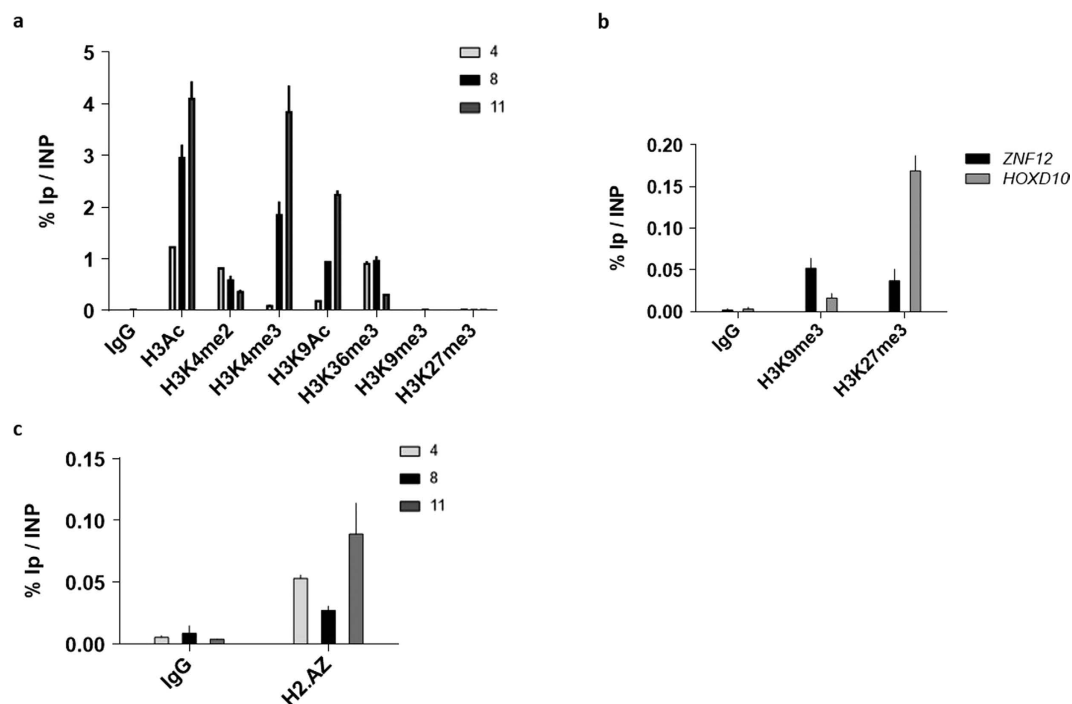 a
5
4
3
2
1
0
% Ip / INP
4
8
11
IgG
H3Ac
H3K4me2
H3K4me3
H3K9Ac
H3K36me3
H3K9me3
H3K27me3
b
0.20
0.15
0.10
0.05
0.00
% Ip / INP
ZNF12
HOXD10
IgG
H3K9me3
H3K27me3
c
0.15
0.10
0.05
0.00
% Ip / INP
4
8
11
IgG
H2.AZ